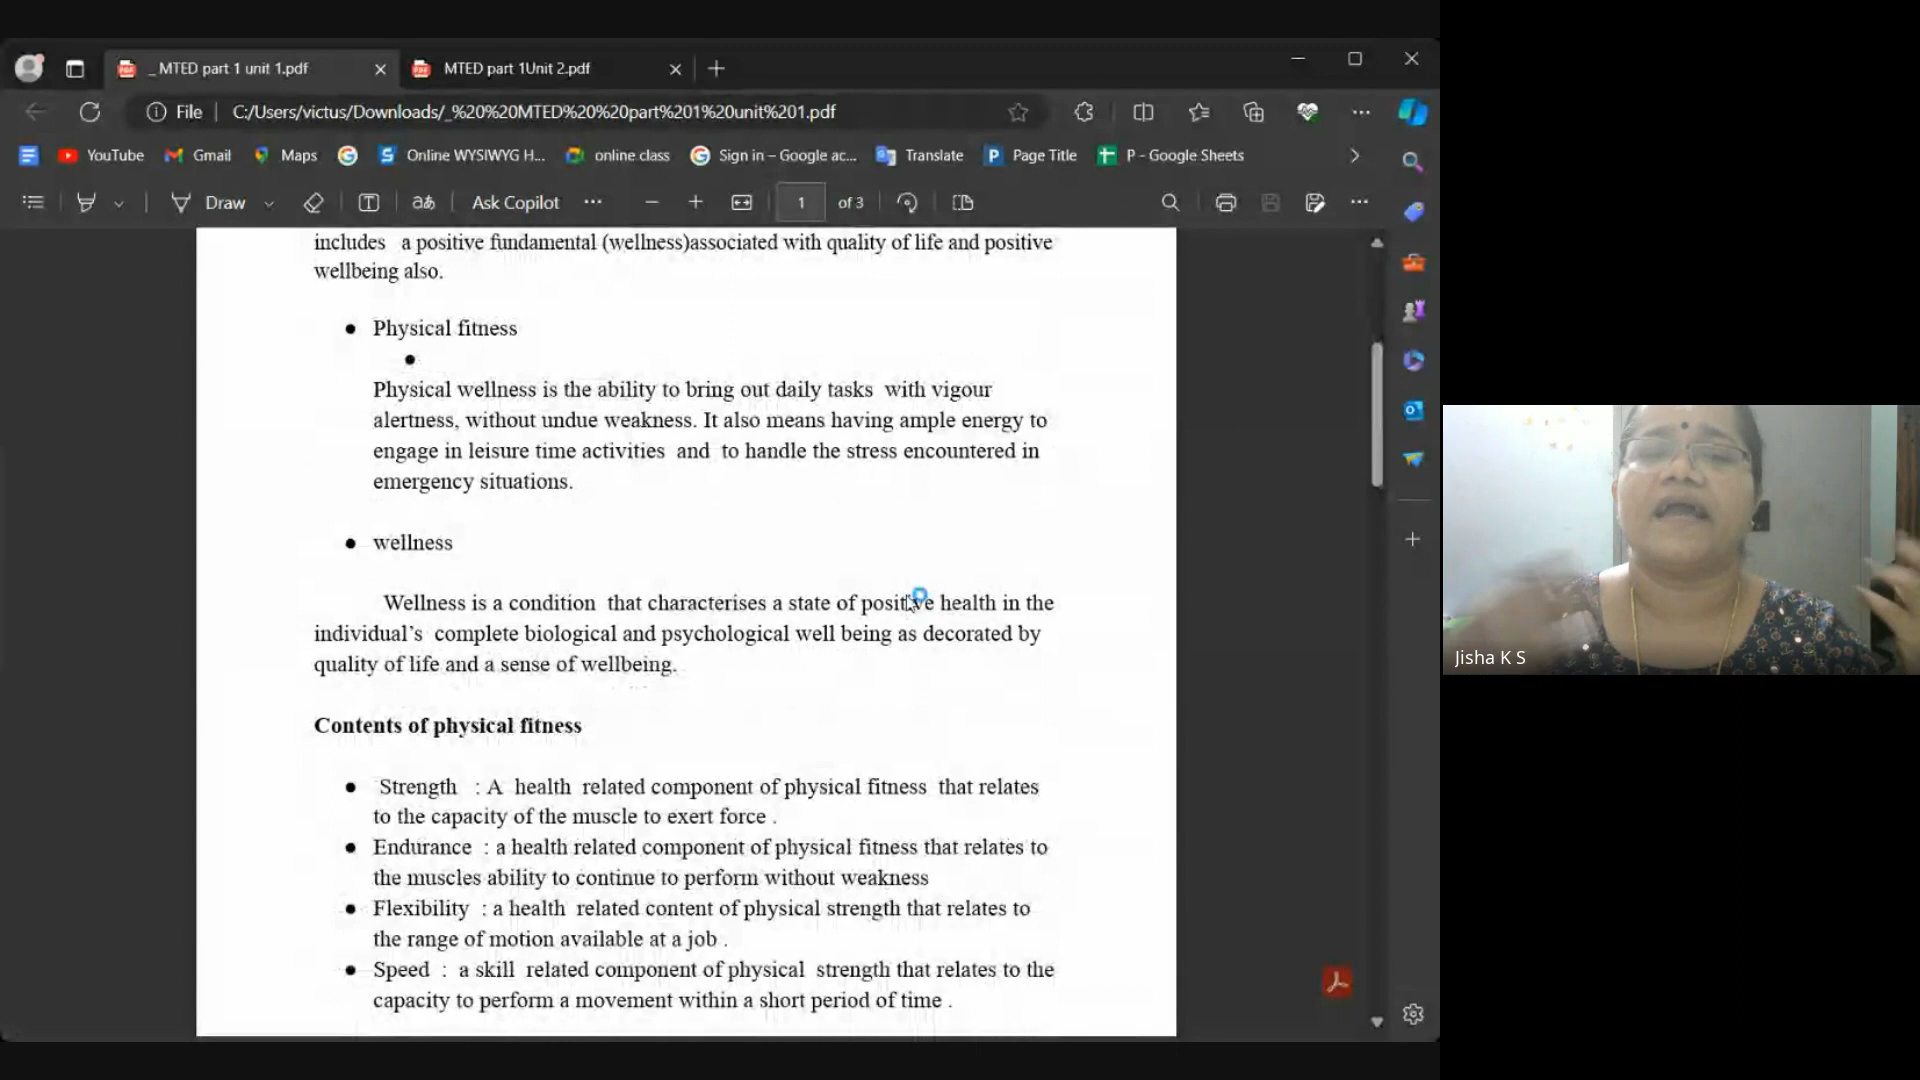 _ MTED part 1 unit 1.pdf
MTED part 1Unit 2.pdf
File
C:/Users/victus/Downloads/_%20%20MTED%20%20part%201%20unit%201.pdf
YouTube
Gmail
Maps
Online WYSIWYG H...
online class
Sign in – Google ac...
Translate
Page Title
P - Google Sheets
Draw
Ask Copilot
1
of 3
includes a positive fundamental (wellness)associated with quality of life and positive
wellbeing also.
● Physical fitness
●
Physical wellness is the ability to bring out daily tasks with vigour
alertness, without undue weakness. It also means having ample energy to
engage in leisure time activities and to handle the stress encountered in
emergency situations.
● wellness
Wellness is a condition that characterises a state of positive health in the
individual’s complete biological and psychological well being as decorated by
quality of life and a sense of wellbeing.
Contents of physical fitness
● Strength : A health related component of physical fitness that relates
to the capacity of the muscle to exert force .
● Endurance : a health related component of physical fitness that relates to
the muscles ability to continue to perform without weakness
● Flexibility : a health related content of physical strength that relates to
the range of motion available at a job .
● Speed : a skill related component of physical strength that relates to the
capacity to perform a movement within a short period of time .
Jisha K S